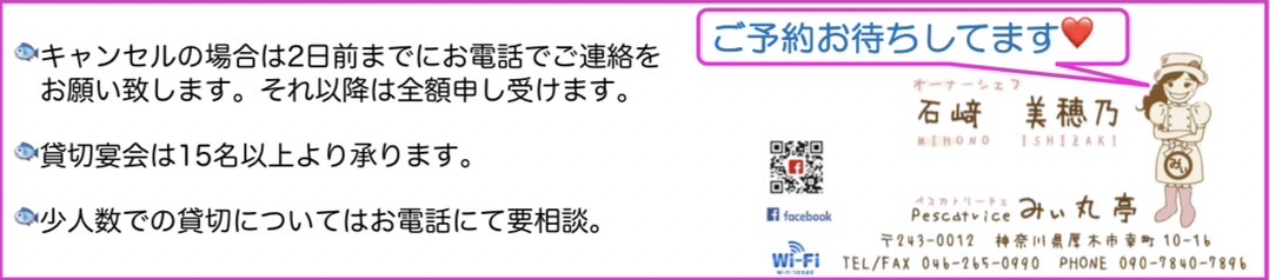 キャンセルの場合は2日前までにお電話でご連絡を
お願い致します。それ以降は全額申し受けます。
貸切宴会は15名以上より承ります。
少人数での貸切についてはお電話にて要相談。
ご予約お待ちしてます❤️
オーナーシェフ
石﨑 美穂乃
MIHONO ISHIZAKI
みぃ
facebook
ペスカトリーチェ
Pescatrice みぃ丸亭
Wi-Fi
〒243-0012 神奈川県厚木市幸町10-16
TEL/FAX 046-265-0990 PHONE 090-7840-7896